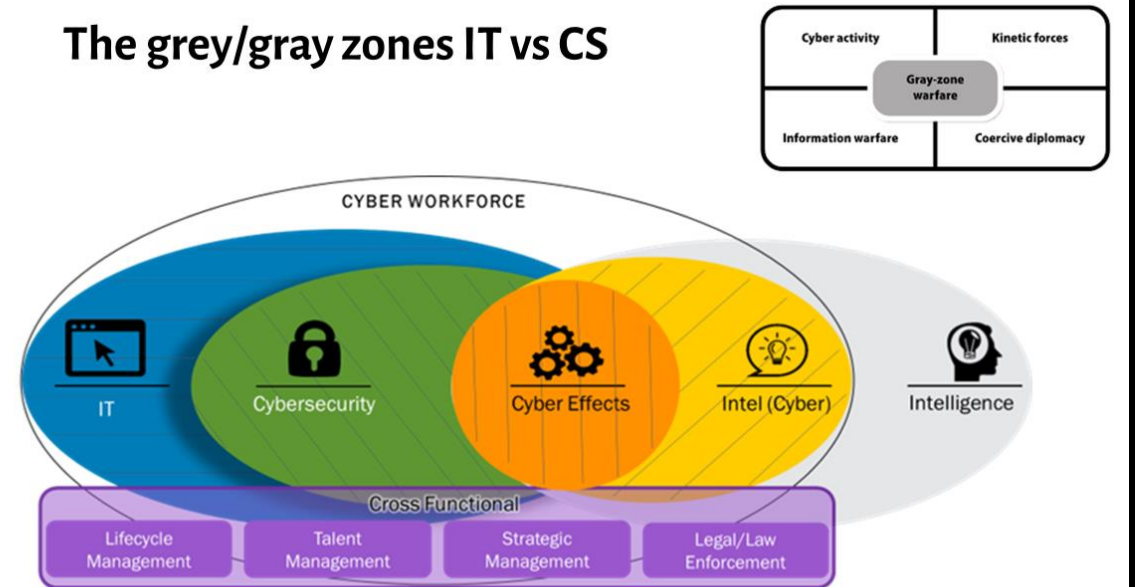 The grey/gray zones IT vs CS
Cyber activity
Kinetic forces
Gray-zone
warfare
Information warfare
Coercive diplomacy
CYBER WORKFORCE
IT
Cybersecurity
Cyber Effects
Intel (Cyber)
Intelligence
Cross Functional
Lifecycle
Management
Talent
Management
Strategic
Management
Legal/Law
Enforcement